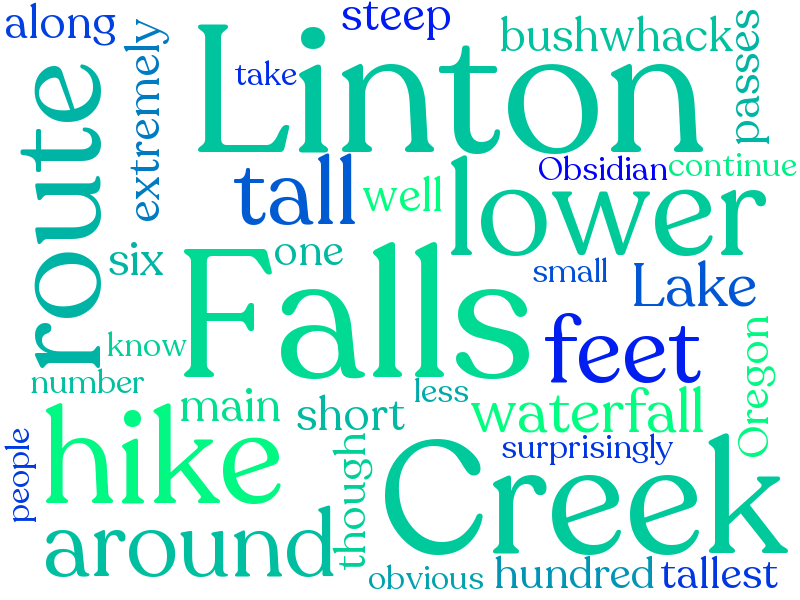 along
steep
bushwhack
passes
extremely
Linton
take
route
tall
well
Obsidian
continue
lower
six
one
Falls
small
Lake
know
feet
Oregon
number
less
main
short
waterfall
hike
people
though
surprisingly
Creek
around
obvious
hundred
tallest